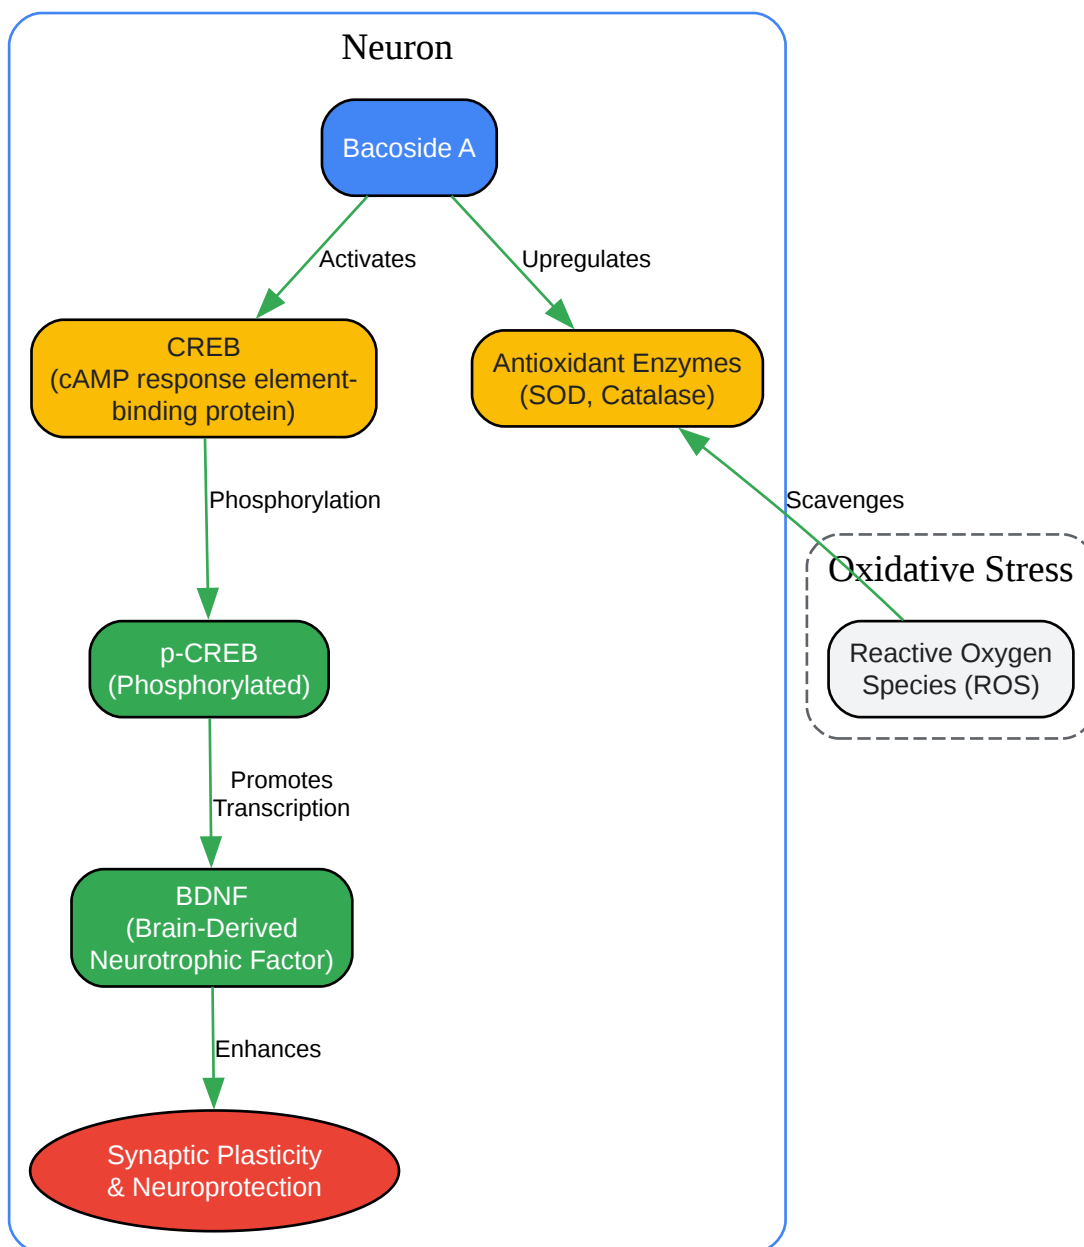 Neuron
Bacoside A
Activates
Upregulates
CREB
(cAMP response element-
binding protein)
Antioxidant Enzymes
(SOD, Catalase)
Phosphorylation
Scavenges
Oxidative Stress
Reactive Oxygen
Species (ROS)
p-CREB
(Phosphorylated)
Promotes
Transcription
BDNF
(Brain-Derived
Neurotrophic Factor)
Enhances
Synaptic Plasticity
& Neuroprotection